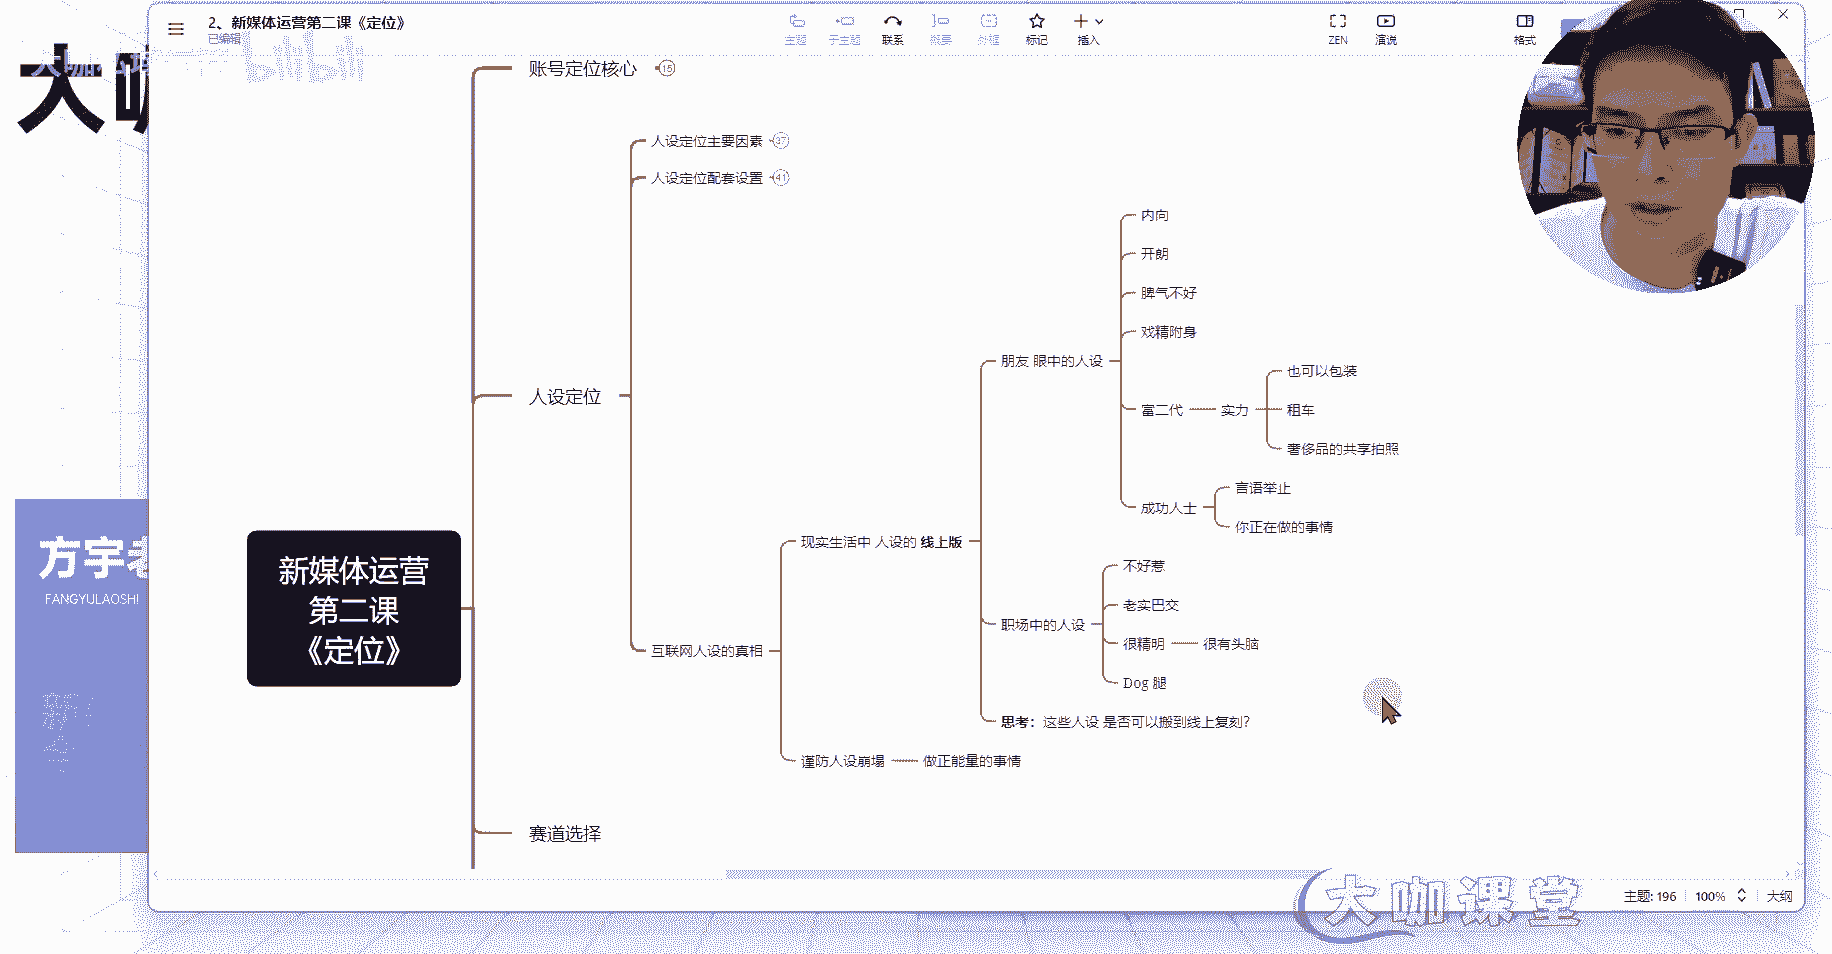 2、新媒体运营第二课《定位》
已编辑
主题
子主题
联系
概要
外框
标记
插入
ZEN
演说
格式
大咖
bilibili
账号定位核心
15
人设定位主要因素
37
人设定位配套设置
41
内向
开朗
脾气不好
戏精附身
朋友 眼中的人设
也可以包装
人设定位
富二代
实力
租车
奢侈品的共享拍照
言语举止
成功人士
你正在做的事情
现实生活中 人设的 线上版
不好惹
新媒体运营
第二课
《定位》
老实巴交
职场中的人设
很精明
很有头脑
互联网人设的真相
Dog 腿
思考：这些人设 是否可以搬到线上复刻？
谨防人设崩塌
做正能量的事情
赛道选择
方宇老
FANGYULAOSHI
大咖课堂
主题: 196
100%
大纲